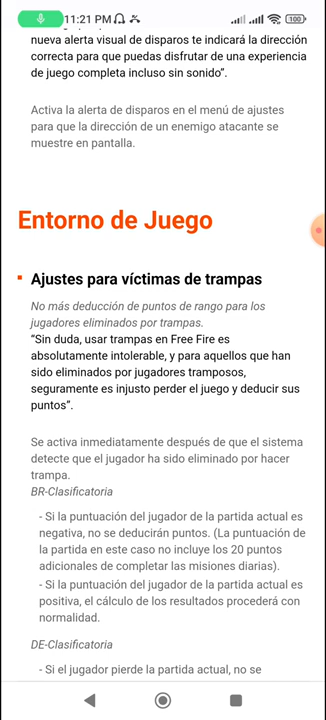 11:21 PM
100
nueva alerta visual de disparos te indicará la dirección
correcta para que puedas disfrutar de una experiencia
de juego completa incluso sin sonido”.
Activa la alerta de disparos en el menú de ajustes
para que la dirección de un enemigo atacante se
muestre en pantalla.
Entorno de Juego
Ajustes para víctimas de trampas
No más deducción de puntos de rango para los
jugadores eliminados por trampas.
“Sin duda, usar trampas en Free Fire es
absolutamente intolerable, y para aquellos que han
sido eliminados por jugadores tramposos,
seguramente es injusto perder el juego y deducir sus
puntos”.
Se activa inmediatamente después de que el sistema
detecte que el jugador ha sido eliminado por hacer
trampa.
BR-Clasificatoria
- Si la puntuación del jugador de la partida actual es
negativa, no se deducirán puntos. (La puntuación de
la partida en este caso no incluye los 20 puntos
adicionales de completar las misiones diarias).
- Si la puntuación del jugador de la partida actual es
positiva, el cálculo de los resultados procederá con
normalidad.
DE-Clasificatoria
- Si el jugador pierde la partida actual, no se